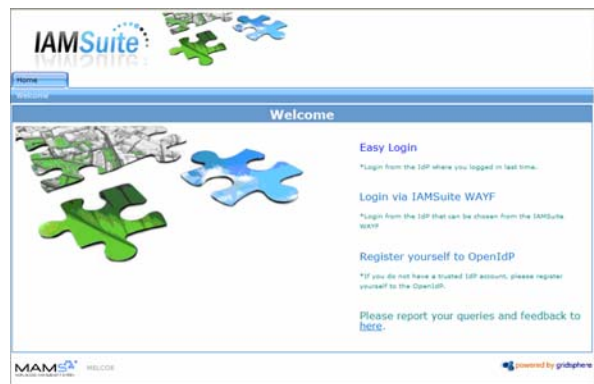 IAMSuite
Home
Welcome
Welcome
Easy Login
*Login from the IdP where you logged in last time.
Login via IAMSuite WAYF
*Login from the IdP that can be chosen from the IAMSuite
WAYF
Register yourself to OpenIdP
*If you do not have a trusted IdP account, please register
yourself to the OpenIdP.
Please report your queries and feedback to
here.
MAMS
powered by gridsphere